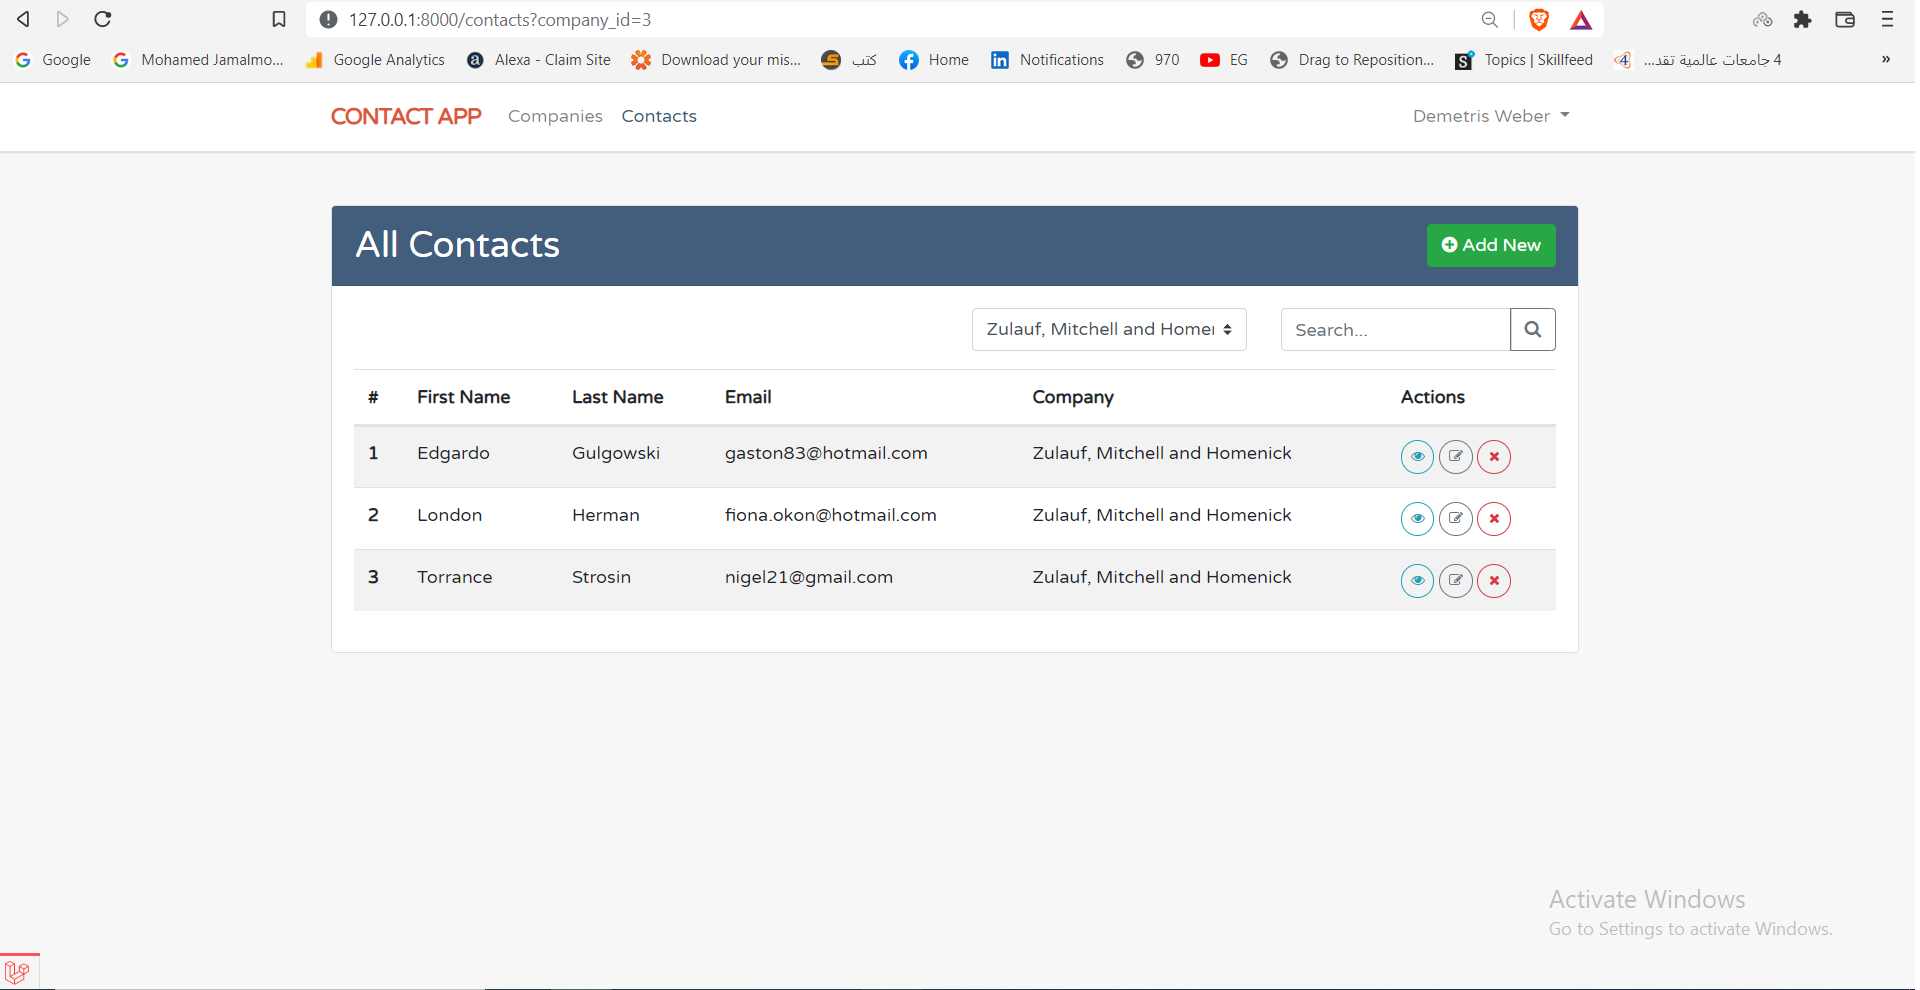 127.0.0.1:8000/contacts?company_id=3
Google Mohamed Jamalmo... Google Analytics Alexa - Claim Site Download your mis... كتب Home Notifications 970 EG Drag to Reposition... Topics | Skillfeed 4 جامعات عالمية تقد... »
CONTACT APP Companies Contacts Demetris Weber
All Contacts Add New
Zulauf, Mitchell and Homer Search...
# First Name Last Name Email Company Actions
1 Edgardo Gulgowski gaston83@hotmail.com Zulauf, Mitchell and Homenick
2 London Herman fiona.okon@hotmail.com Zulauf, Mitchell and Homenick
3 Torrance Strosin nigel21@gmail.com Zulauf, Mitchell and Homenick
Activate Windows
Go to Settings to activate Windows.